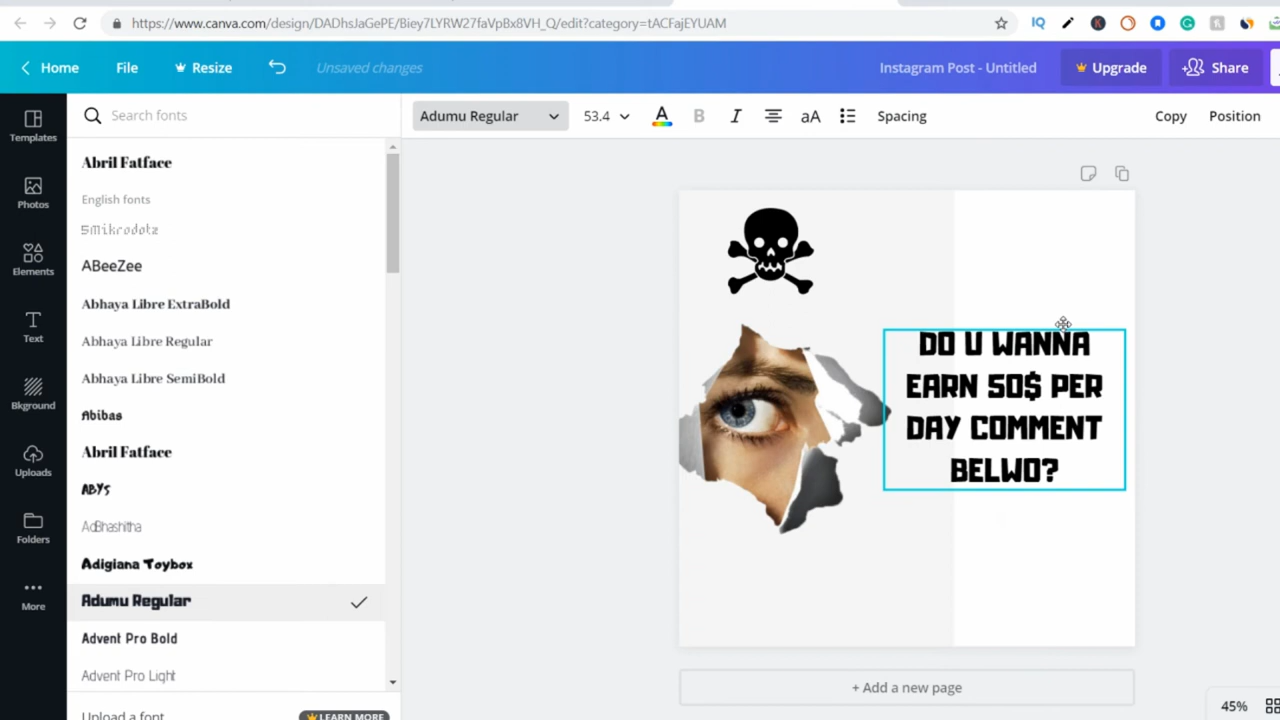 https://www.canva.com/design/DADhsJaGePE/Biey7LYRW27faVpBx8VH_Q/edit?category=tACFajEYUAM
Home File Resize Unsaved changes Instagram Post - Untitled Upgrade Share
Search fonts
Adumu Regular 53.4 A B I aA Spacing Copy Position
Templates
Photos
Elements
Text
Bkground
Uploads
Folders
More
Abril Fatface
English fonts
5Mikrodotz
ABeeZee
Abhaya Libre ExtraBold
Abhaya Libre Regular
Abhaya Libre SemiBold
Abibas
Abril Fatface
ABYS
AdBhashitha
Adigiana Toybox
Adumu Regular
Advent Pro Bold
Advent Pro Light
Upload a font LEARN MORE
DO U WANNA
EARN 50$ PER
DAY COMMENT
BELWO?
+ Add a new page
45%